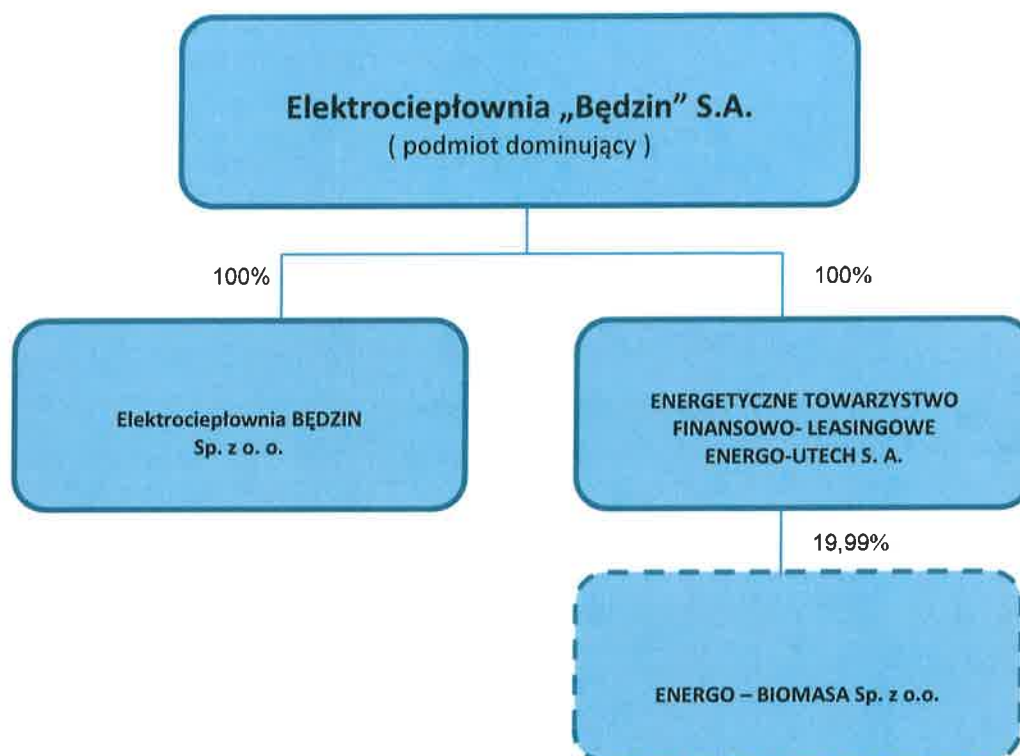 Elektrociepłownia „Będzin” S.A.
( podmiot dominujący )
100%
100%
Elektrociepłownia BĘDZIN
Sp. z o. o.
ENERGETYCZNE TOWARZYSTWO
FINANSOWO- LEASINGOWE
ENERGO-UTECH S. A.
19,99%
ENERGO – BIOMASA Sp. z o.o.